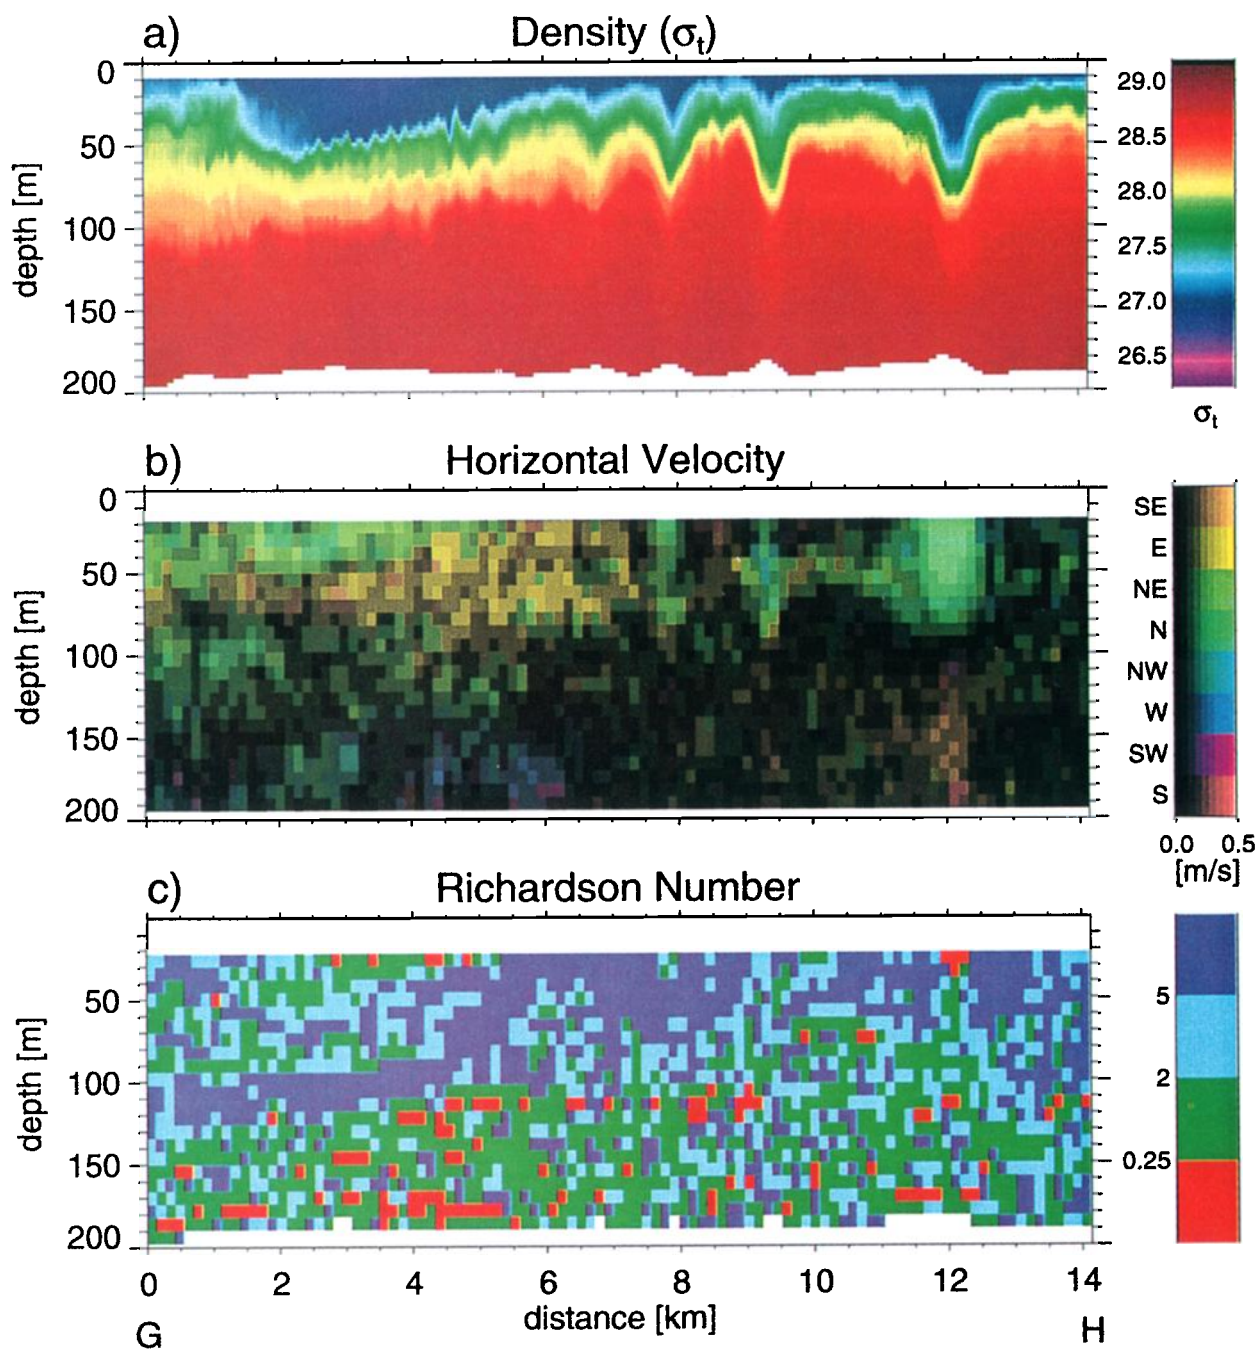 a) Density (σt)
0
50
100
150
200
depth [m]
29.0
28.5
28.0
27.5
27.0
26.5
σt
b) Horizontal Velocity
0
50
100
150
200
depth [m]
SE
E
NE
N
NW
W
SW
S
0.0 0.5
[m/s]
c) Richardson Number
50
100
150
200
depth [m]
5
2
0.25
0 2 4 6 8 10 12 14
distance [km]
G H